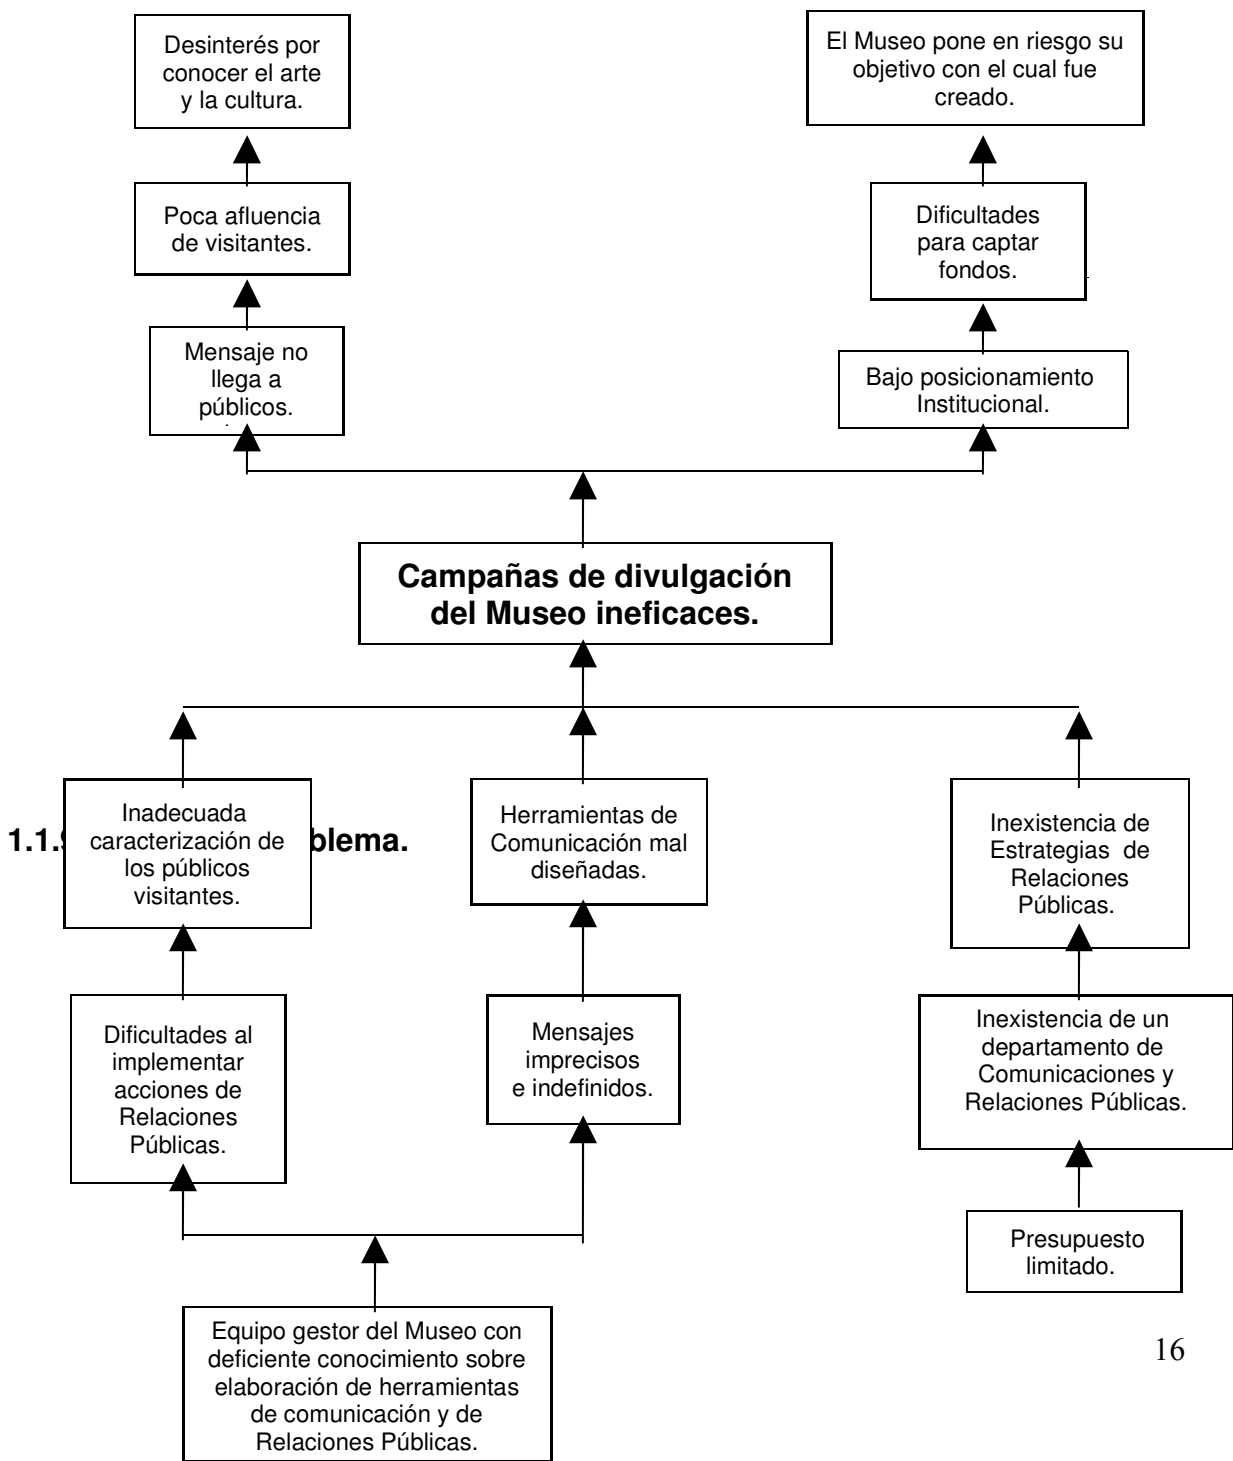 Desinterés por
conocer el arte
y la cultura.
El Museo pone en riesgo su
objetivo con el cual fue
creado.
Poca afluencia
de visitantes.
Dificultades
para captar
fondos.
Mensaje no
llega a
públicos.
Bajo posicionamiento
Institucional.
Campañas de divulgación
del Museo ineficaces.
1.1.9
blema.
Inadecuada
caracterización de
los públicos
visitantes.
Herramientas de
Comunicación mal
diseñadas.
Inexistencia de
Estrategias de
Relaciones
Públicas.
Dificultades al
implementar
acciones de
Relaciones
Públicas.
Mensajes
imprecisos
e indefinidos.
Inexistencia de un
departamento de
Comunicaciones y
Relaciones Públicas.
Presupuesto
limitado.
Equipo gestor del Museo con
deficiente conocimiento sobre
elaboración de herramientas
de comunicación y de
Relaciones Públicas.
16